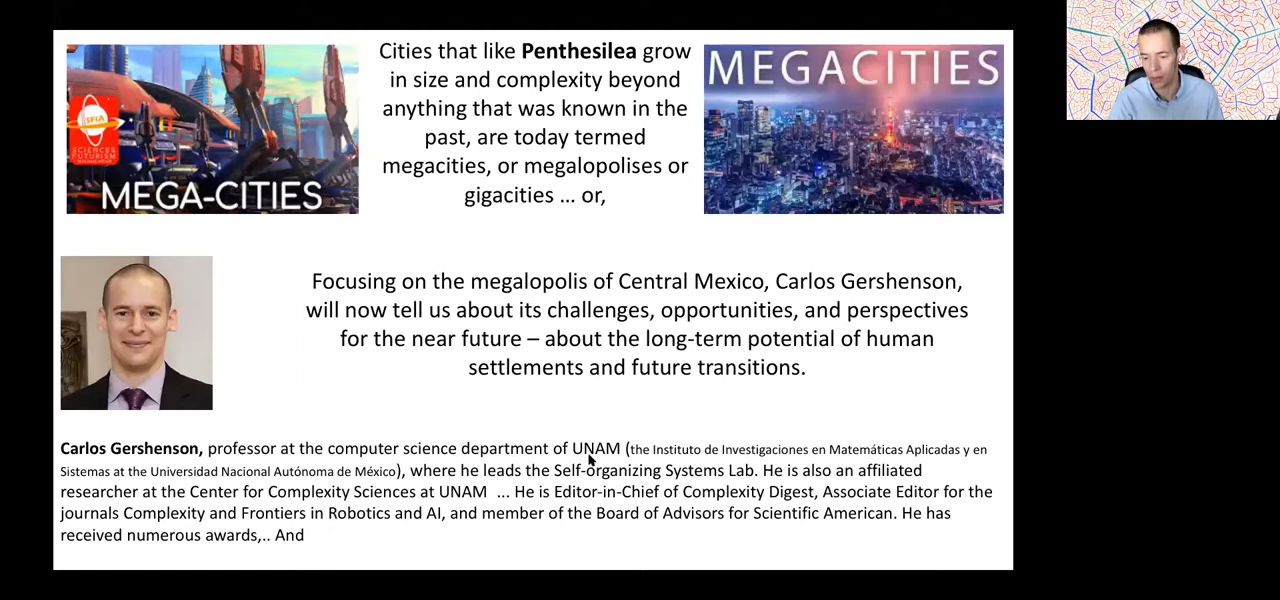 Cities that like Penthesilea grow
in size and complexity beyond
anything that was known in the
past, are today termed
megacities, or megalopolises or
gigacities ... or,
SFIA
SCIENCE &
FUTURISM
MEGA-CITIES
MEGACITIES
Focusing on the megalopolis of Central Mexico, Carlos Gershenson,
will now tell us about its challenges, opportunities, and perspectives
for the near future – about the long-term potential of human
settlements and future transitions.
Carlos Gershenson, professor at the computer science department of UNAM (the Instituto de Investigaciones en Matemáticas Aplicadas y en
Sistemas at the Universidad Nacional Autónoma de México), where he leads the Self-organizing Systems Lab. He is also an affiliated
researcher at the Center for Complexity Sciences at UNAM ... He is Editor-in-Chief of Complexity Digest, Associate Editor for the
journals Complexity and Frontiers in Robotics and AI, and member of the Board of Advisors for Scientific American. He has
received numerous awards,.. And